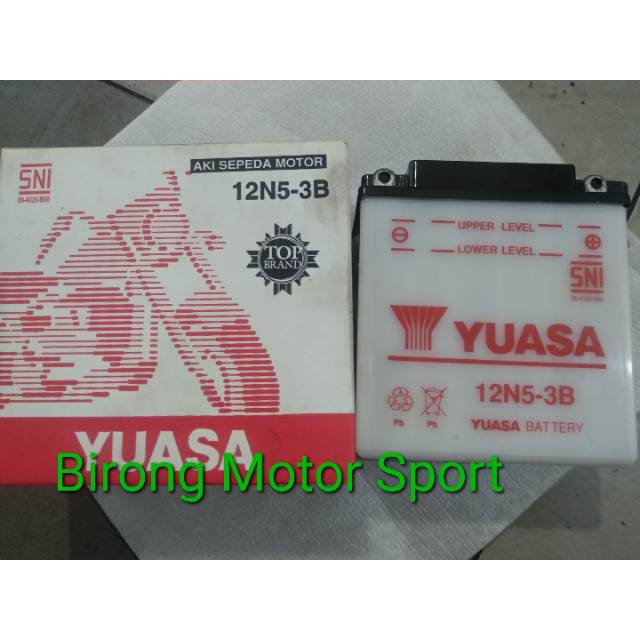 SNI
AKI SEPEDA MOTOR
12N5-3B
TOP
BRAND
YUASA
UPPER LEVEL
LOWER LEVEL
SNI
YUASA
12N5-3B
Pb
Pb
YUASA BATTERY
Birong Motor Sport